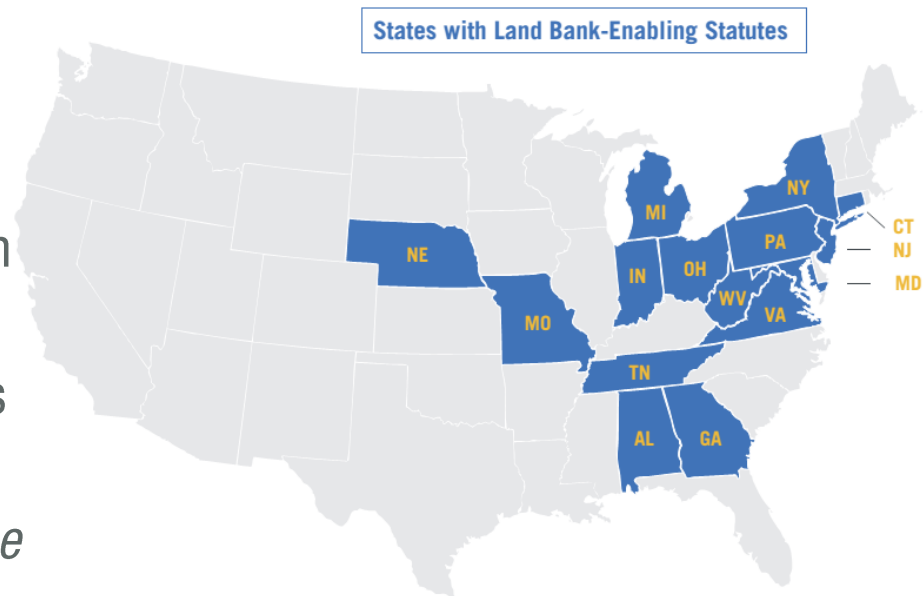 States with Land Bank-Enabling Statutes
NY
MI
CT
PA
NJ
NE
IN
OH
MD
WV
VA
MO
TN
AL
GA